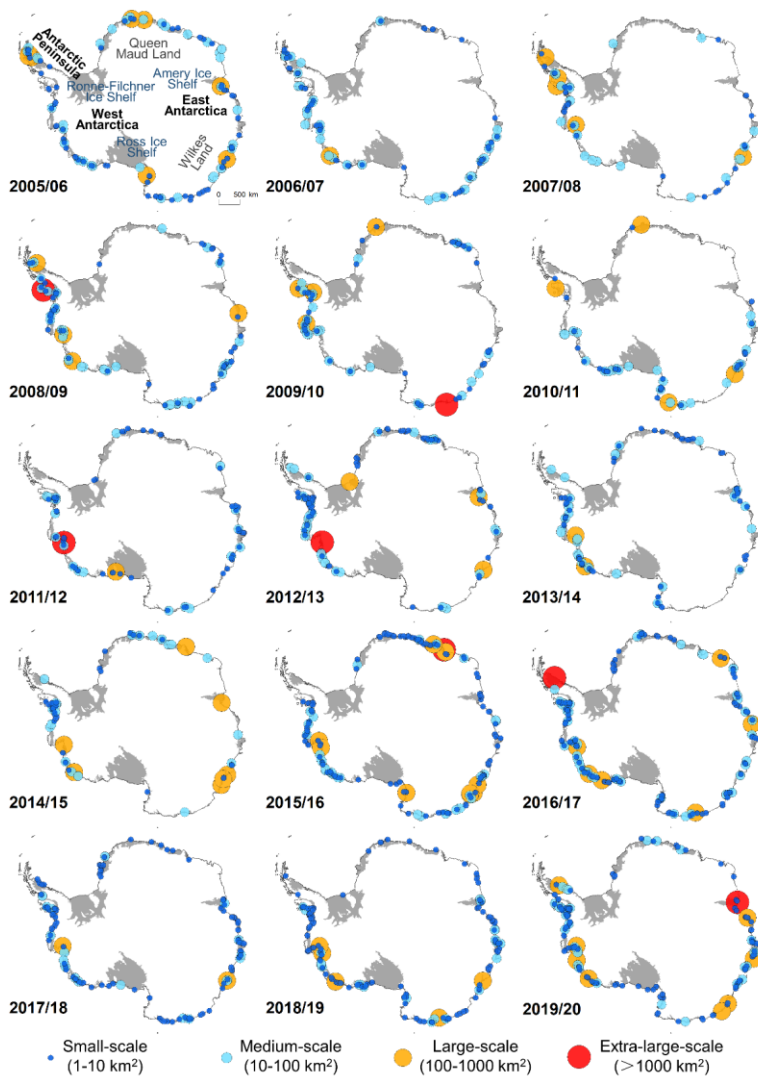 Antarctic
Peninsula
Queen
Maud Land
Ronne-Filchner
Ice Shelf
Amery Ice
Shelf
East
Antarctica
West
Antarctica
Ross Ice
Shelf
Wilkes
Land
0 500 km
2005/06
2006/07
2007/08
2008/09
2009/10
2010/11
2011/12
2012/13
2013/14
2014/15
2015/16
2016/17
2017/18
2018/19
2019/20
Small-scale
(1-10 km²)
Medium-scale
(10-100 km²)
Large-scale
(100-1000 km²)
Extra-large-scale
(>1000 km²)